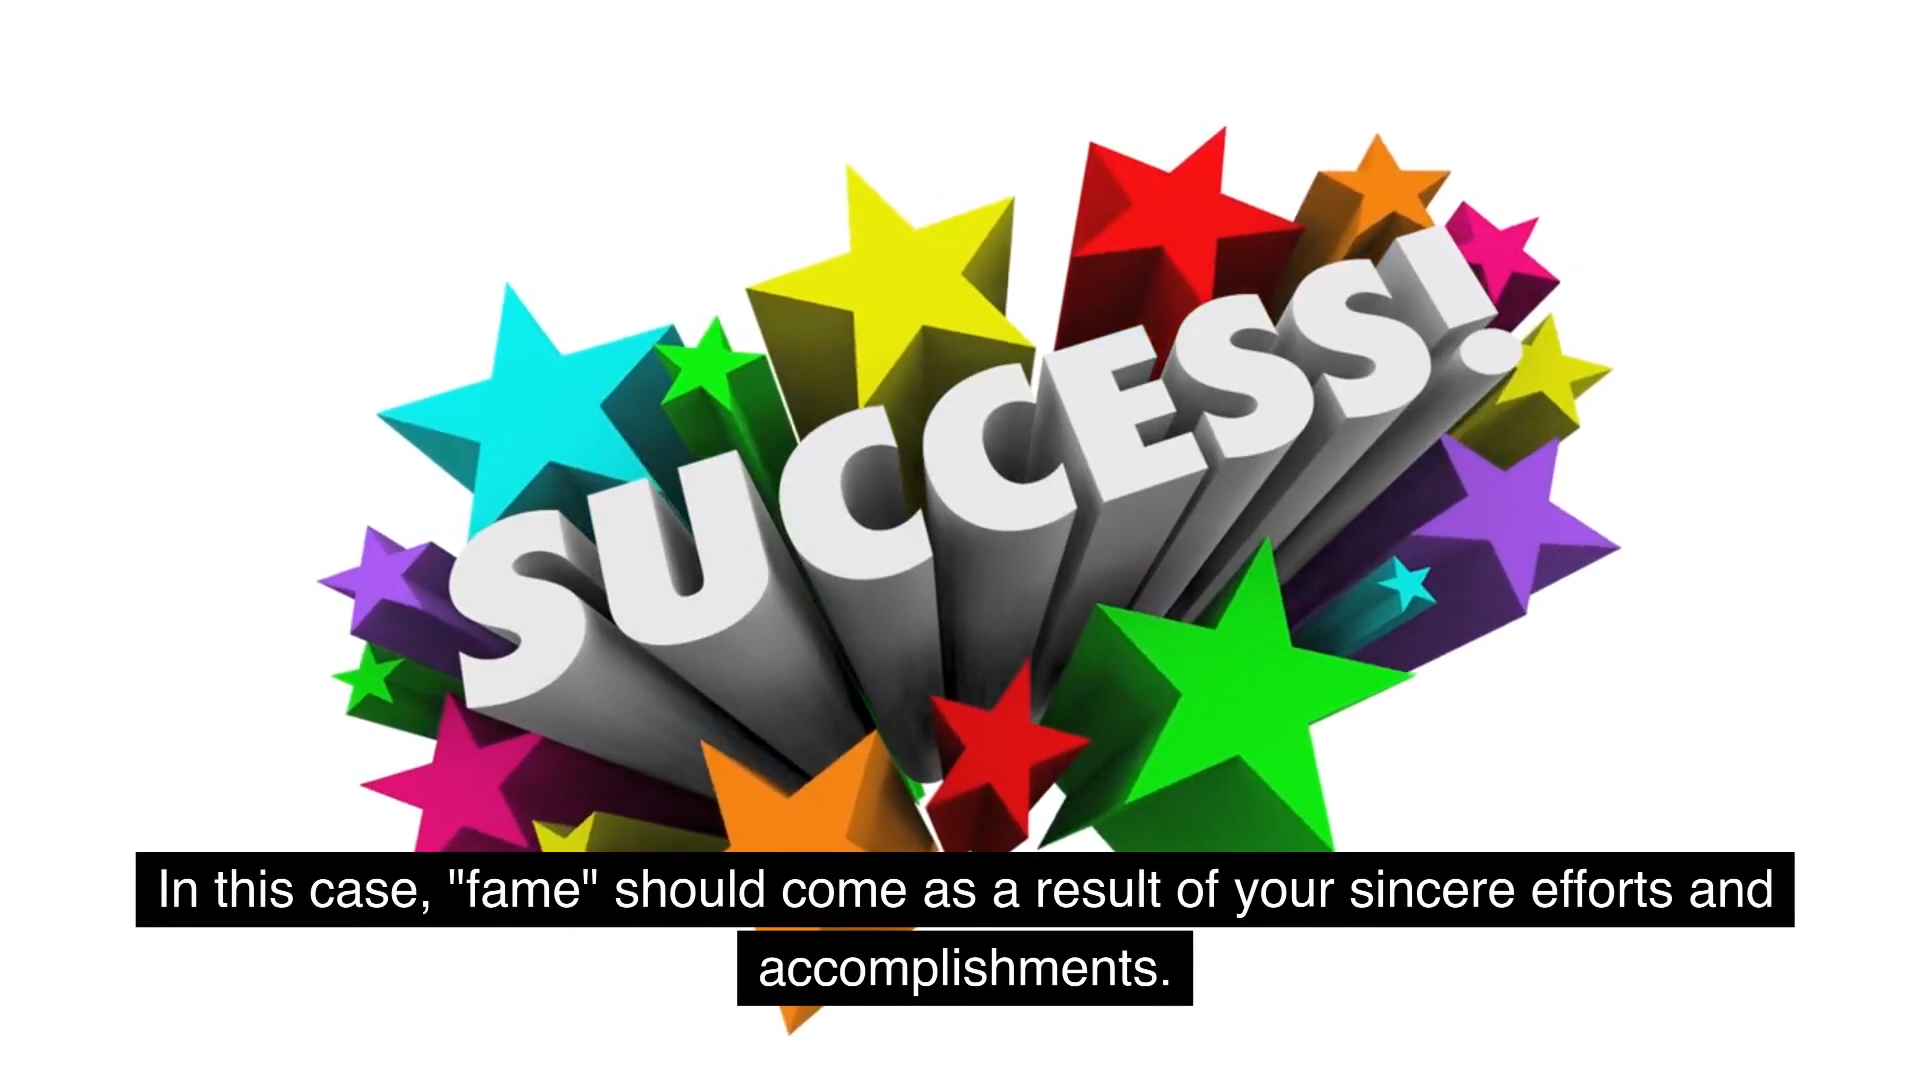 SUCCESS!
In this case, "fame" should come as a result of your sincere efforts and
accomplishments.